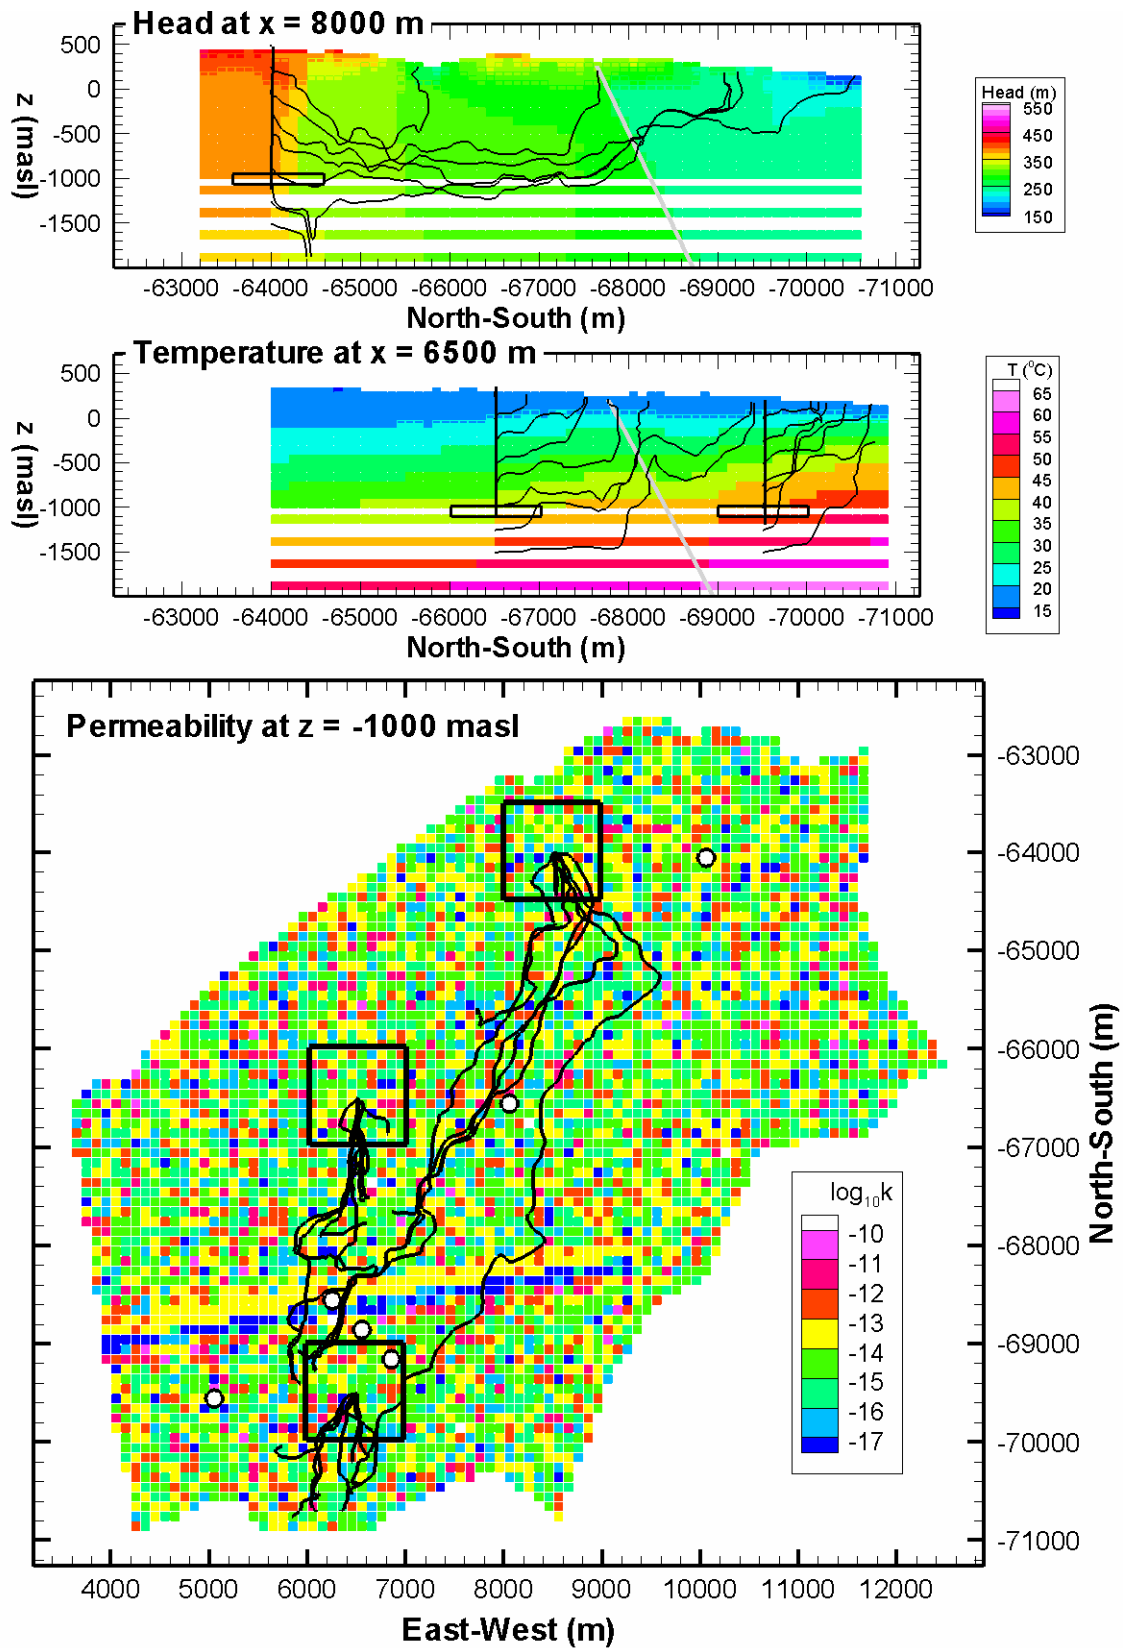 Head at x = 8000 m
500
0
-500
-1000
-1500
z (masl)
-63000 -64000 -65000 -66000 -67000 -68000 -69000 -70000 -71000
North-South (m)
Head (m)
550
450
350
250
150
Temperature at x = 6500 m
500
0
-500
-1000
-1500
z (masl)
-63000 -64000 -65000 -66000 -67000 -68000 -69000 -70000 -71000
North-South (m)
T (⁰C)
65
60
55
50
45
40
35
30
25
20
15
Permeability at z = -1000 masl
-63000
-64000
-65000
-66000
-67000
-68000
-69000
-70000
-71000
North-South (m)
log₁₀k
-10
-11
-12
-13
-14
-15
-16
-17
4000 5000 6000 7000 8000 9000 10000 11000 12000
East-West (m)